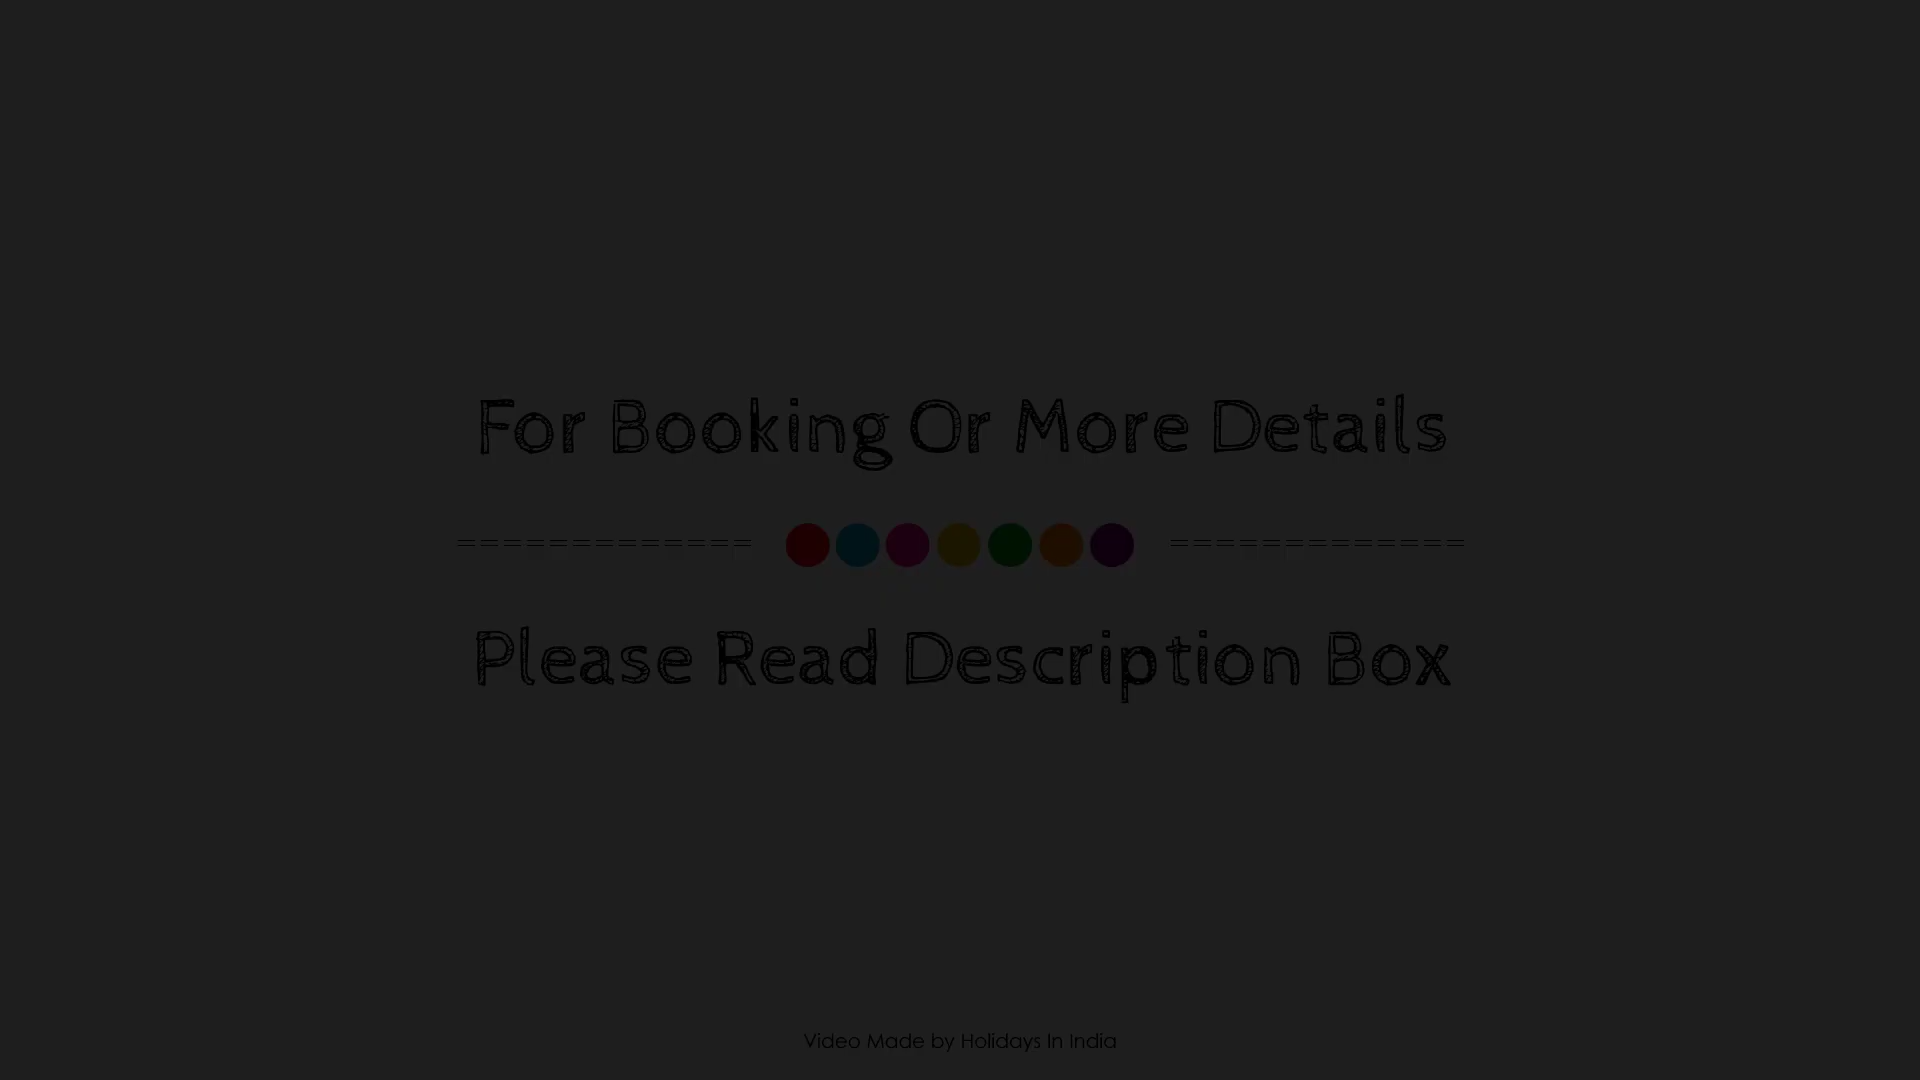 For Booking Or More Details
============= =============
Please Read Description Box
Video Made by Holidays In India